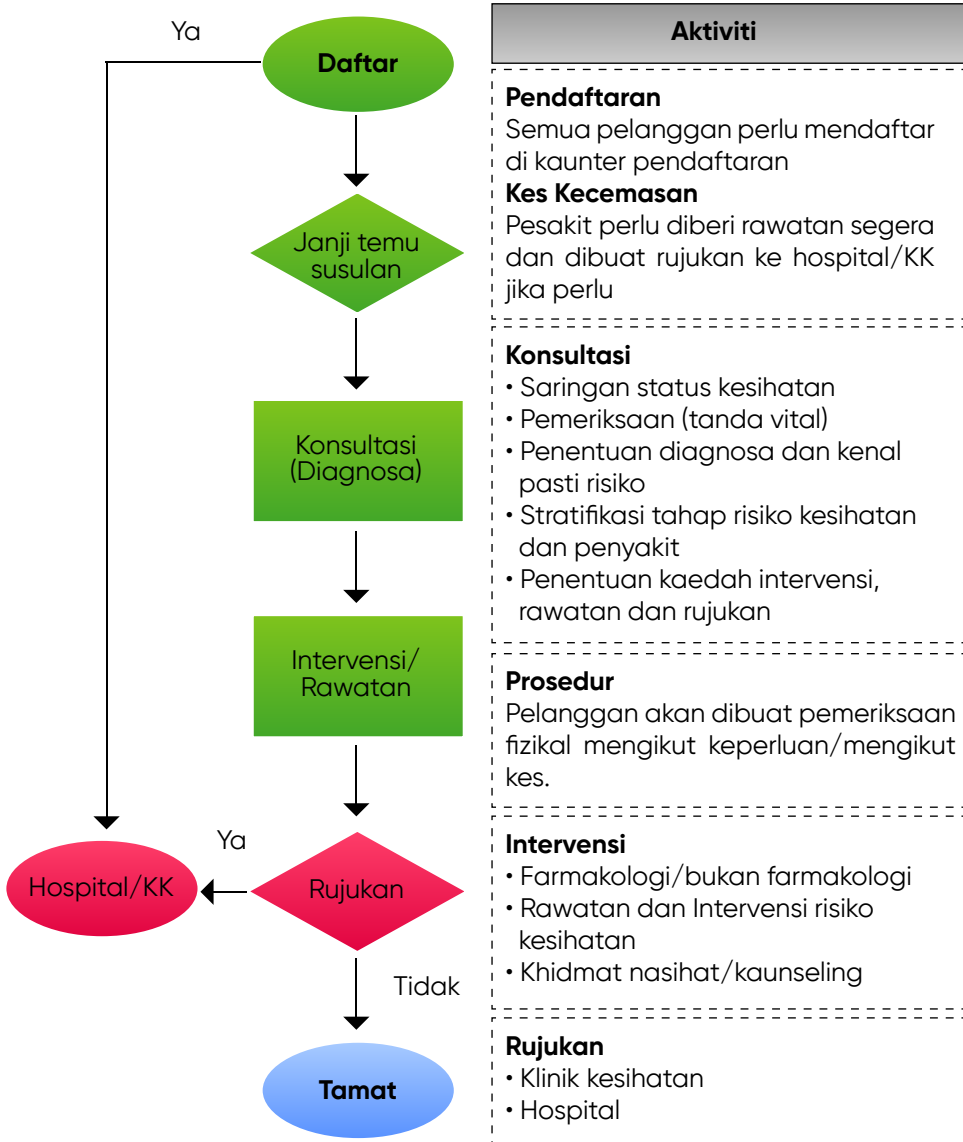 Ya
Daftar
Janji temu
susulan
Konsultasi
(Diagnosa)
Intervensi/
Rawatan
Ya
Hospital/KK
Rujukan
Tidak
Tamat
Aktiviti
Pendaftaran
Semua pelanggan perlu mendaftar
di kaunter pendaftaran
Kes Kecemasan
Pesakit perlu diberi rawatan segera
dan dibuat rujukan ke hospital/KK
jika perlu
Konsultasi
• Saringan status kesihatan
• Pemeriksaan (tanda vital)
• Penentuan diagnosa dan kenal
pasti risiko
• Stratifikasi tahap risiko kesihatan
dan penyakit
• Penentuan kaedah intervensi,
rawatan dan rujukan
Prosedur
Pelanggan akan dibuat pemeriksaan
fizikal mengikut keperluan/mengikut
kes.
Intervensi
• Farmakologi/bukan farmakologi
• Rawatan dan Intervensi risiko
kesihatan
• Khidmat nasihat/kaunseling
Rujukan
• Klinik kesihatan
• Hospital